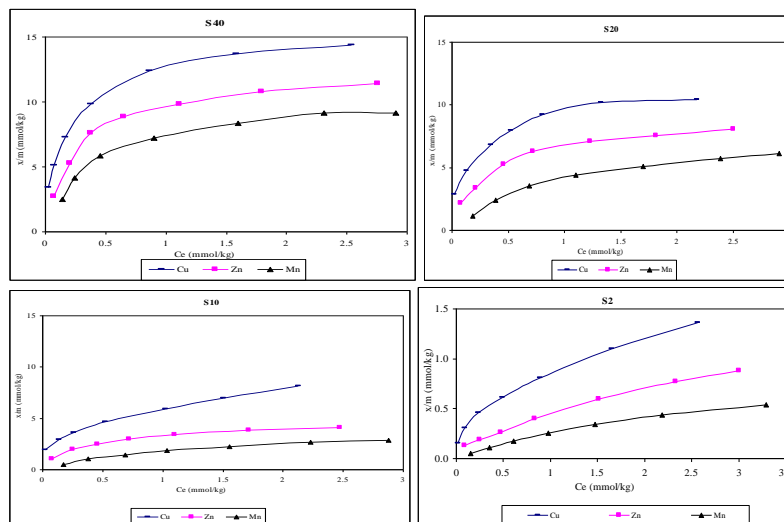 S40
15
10
5
0
x/m (mmol/kg)
0 0.5 1 1.5 2 2.5 3
Ce (mmol/kg)
Cu Zn Mn
S20
15
10
5
0
x/m (mmol/kg)
0 0.5 1 1.5 2 2.5
Ce (mmol/kg)
Cu Zn Mn
S10
15
10
5
0
x/m (mmol/kg)
0 0.5 1 1.5 2 2.5 3
Ce (mmol/kg)
Cu Zn Mn
S2
1.5
1.0
0.5
0.0
x/m (mmol/kg)
0 0.5 1 1.5 2 2.5 3 3.5
Ce (mmol/kg)
Cu Zn Mn